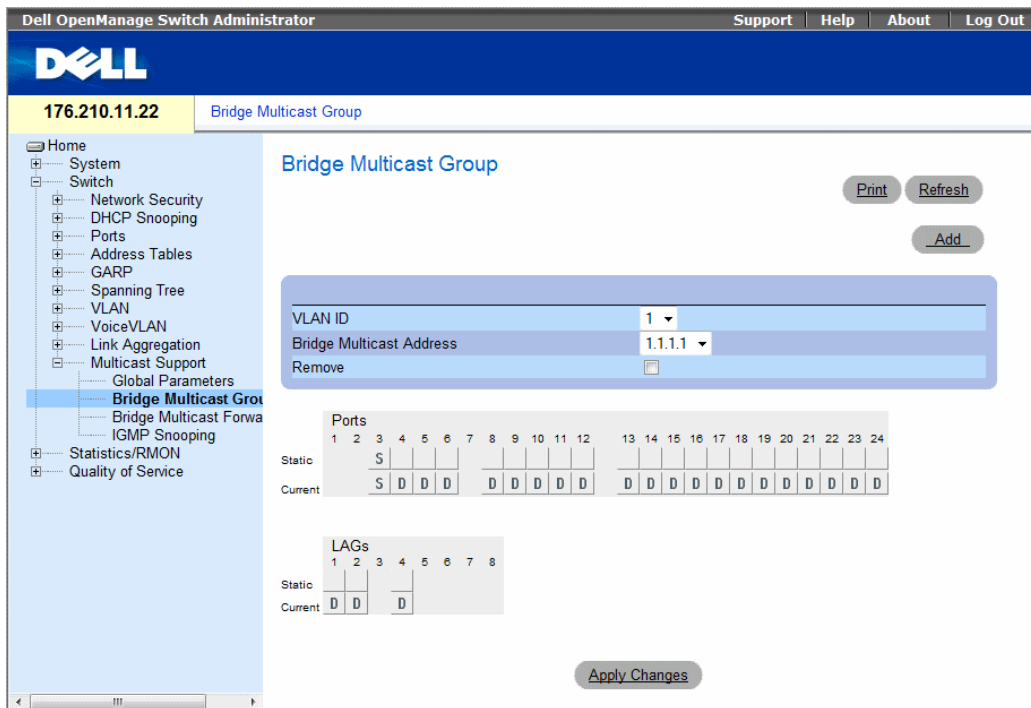 Dell OpenManage Switch Administrator Support Help About Log Out
DELL
176.210.11.22 Bridge Multicast Group
Home
System
Switch
Network Security
DHCP Snooping
Ports
Address Tables
GARP
Spanning Tree
VLAN
VoiceVLAN
Link Aggregation
Multicast Support
Global Parameters
Bridge Multicast Grou
Bridge Multicast Forwa
IGMP Snooping
Statistics/RMON
Quality of Service
Bridge Multicast Group
Print Refresh
Add
VLAN ID 1
Bridge Multicast Address 1.1.1.1
Remove
Ports
1 2 3 4 5 6 7 8 9 10 11 12 13 14 15 16 17 18 19 20 21 22 23 24
Static S
Current S D D D D D D D D D D D D D D D D D D D D
LAGs
1 2 3 4 5 6 7 8
Static
Current D D D
Apply Changes